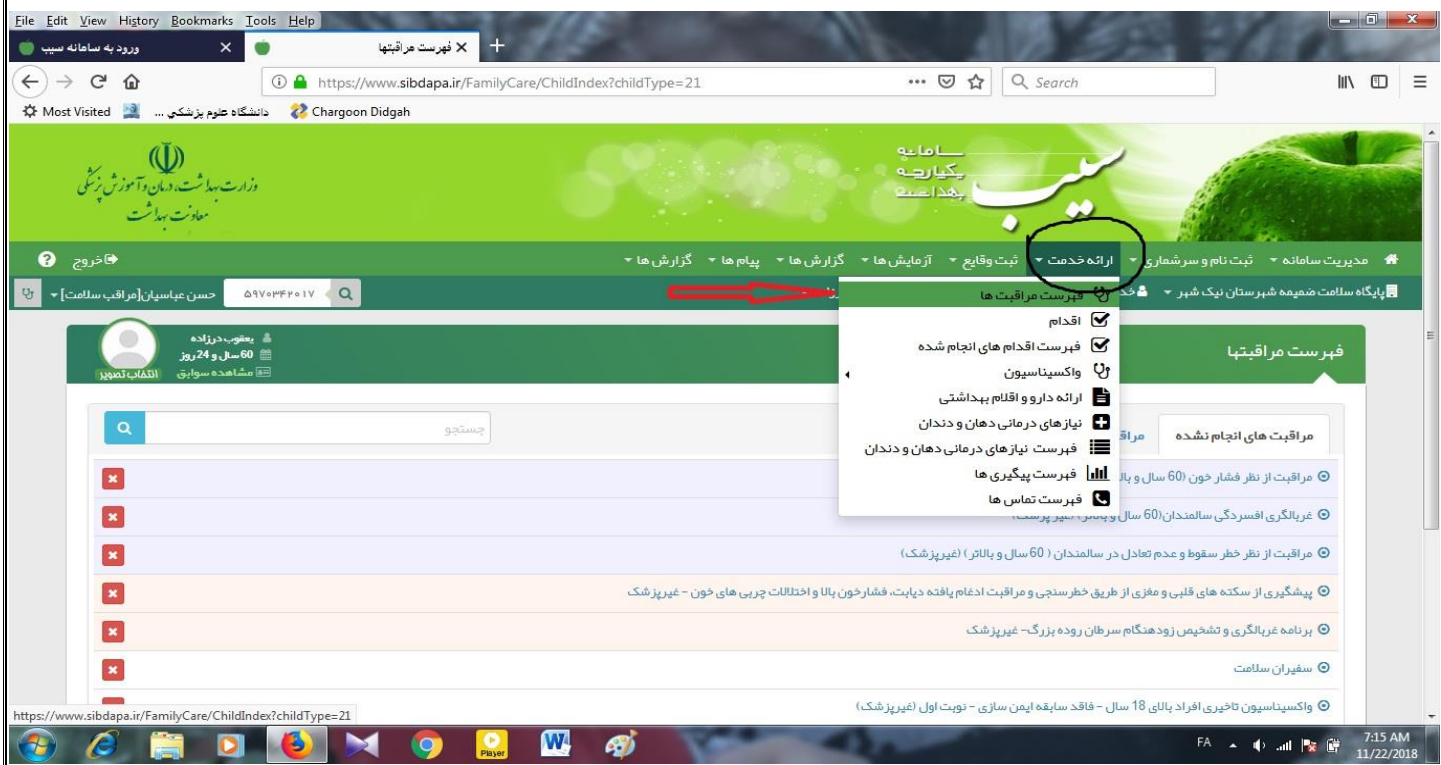 File Edit View History Bookmarks Tools Help
ورود به سامانه سیب
فهرست مراقبتها
https://www.sibdapa.ir/FamilyCare/ChildIndex?childType=21
Search
Most Visited
دانشگاه علوم پزشکی ...
Chargoon Didgah
وزارت بهداشت، درمان و آموزش پزشکی
معاونت بهداشت
سامانه
یکپارچه
بهداشت
سیب
مدیریت سامانه
ثبت نام و سرشماری
ارائه خدمت
ثبت وقایع
آزمایش ها
گزارش ها
پیام ها
گزارش ها
خروج
پایگاه سلامت ضمیمه شهرستان نیک شهر
۵۹۷۰۳۴۲۰۱۷
حسن عباسیان[مراقب سلامت]
فهرست مراقبت ها
اقدام
فهرست اقدام های انجام شده
واکسیناسیون
ارائه دارو و اقلام بهداشتی
نیازهای درمانی دهان و دندان
فهرست نیازهای درمانی دهان و دندان
فهرست پیگیری ها
فهرست تماس ها
فهرست مراقبتها
یعقوب درزاده
60 سال و 24 روز
مشاهده سوابق
انتخاب تصویر
مراقبت های انجام نشده
جستجو
مراقبت از نظر فشار خون (60 سال و
غربالگری افسردگی سالمندان(60 سال و بالاتر) (غیر پزشک)
مراقبت از نظر خطر سقوط و عدم تعادل در سالمندان ( 60 سال و بالاتر ) (غیرپزشک)
پیشگیری از سکته های قلبی و مغزی از طریق خطرسنجی و مراقبت ادغام یافته دیابت، فشارخون بالا و اختلالات چربی های خون - غیرپزشک
برنامه غربالگری و تشخیص زودهنگام سرطان روده بزرگ- غیرپزشک
سفیران سلامت
واکسیناسیون تاخیری افراد بالای 18 سال - فاقد سابقه ایمن سازی - نوبت اول (غیرپزشک)
https://www.sibdapa.ir/FamilyCare/ChildIndex?childType=21
Player
FA
7:15 AM
11/22/2018